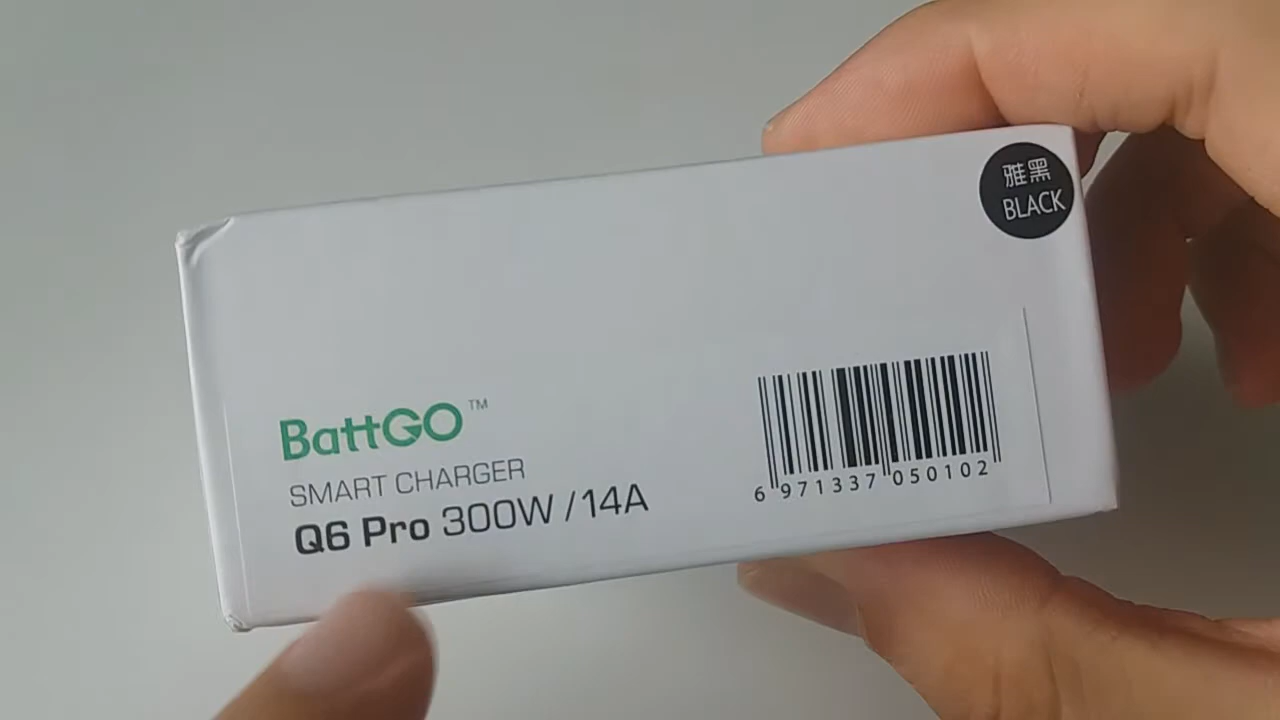 雅黑
BLACK
BattGO™
SMART CHARGER
Q6 Pro 300W / 14A
6 971337 050102